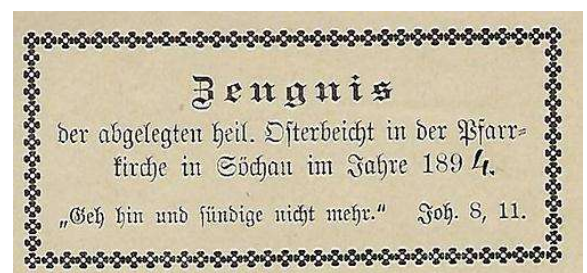 Zeugnis
der abgelegten heil. Osterbeicht in der Pfarr-
kirche in Söchau im Jahre 1894.
„Geh hin und sündige nicht mehr.“ Joh. 8, 11.